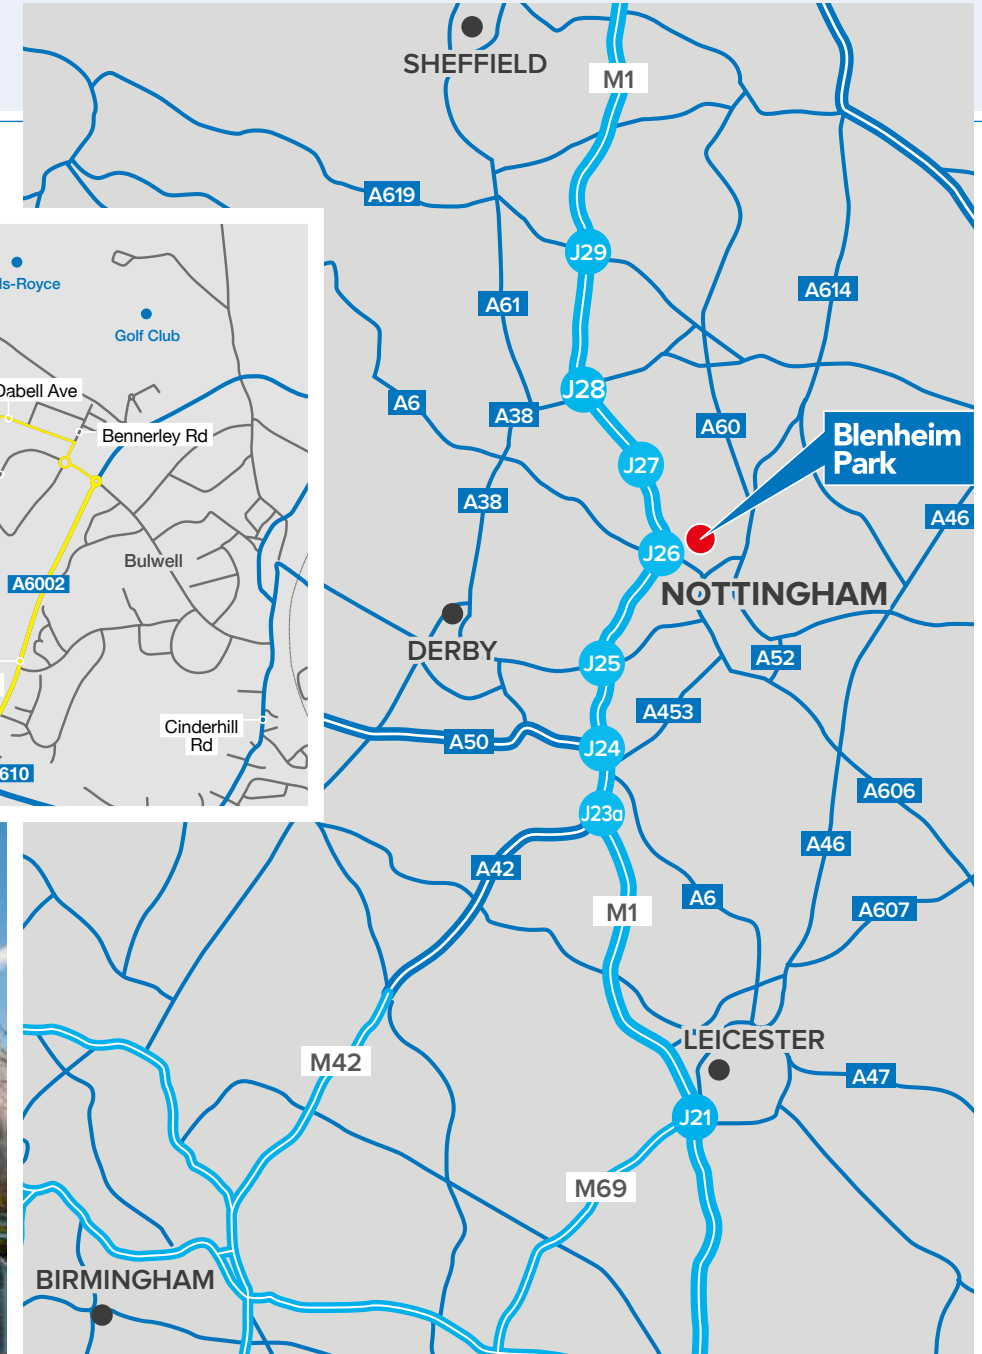 SHEFFIELD
M1
A619
J29
A61
A614
J28
A6
A38
A60
Blenheim
Park
J27
A38
A46
J26
NOTTINGHAM
DERBY
J25
A52
A453
A50
J24
A606
J23a
A46
A42
A6
M1
A607
LEICESTER
M42
A47
J21
M69
BIRMINGHAM
ls-Royce
Golf Club
Dabell Ave
Bennerley Rd
Bulwell
A6002
Cinderhill
Rd
610